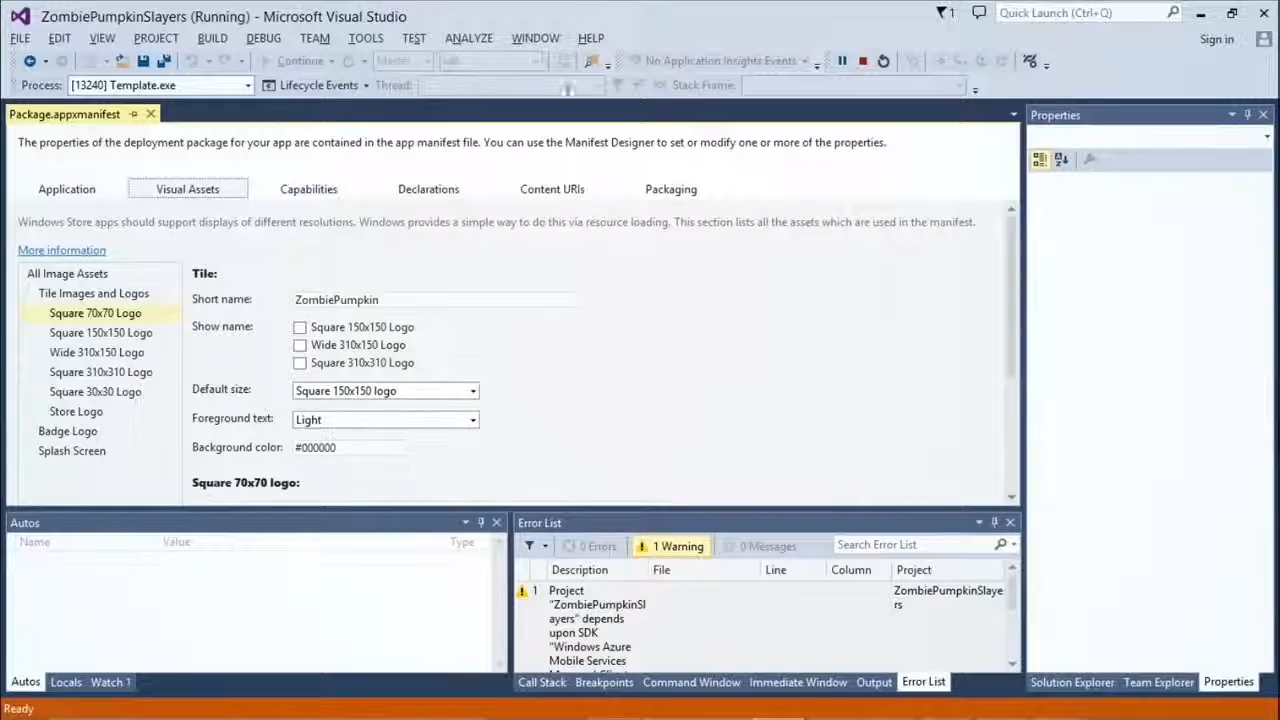 ZombiePumpkinSlayers (Running) - Microsoft Visual Studio
1
Quick Launch (Ctrl+Q)
FILE EDIT VIEW PROJECT BUILD DEBUG TEAM TOOLS TEST ANALYZE WINDOW HELP
Sign in
Continue
No Application Insights Events
Process: [13240] Template.exe Lifecycle Events Thread: Stack Frame:
Package.appxmanifest
Properties
The properties of the deployment package for your app are contained in the app manifest file. You can use the Manifest Designer to set or modify one or more of the properties.
Application Visual Assets Capabilities Declarations Content URIs Packaging
Windows Store apps should support displays of different resolutions. Windows provides a simple way to do this via resource loading. This section lists all the assets which are used in the manifest.
More information
All Image Assets
Tile Images and Logos
Square 70x70 Logo
Square 150x150 Logo
Wide 310x150 Logo
Square 310x310 Logo
Square 30x30 Logo
Store Logo
Badge Logo
Splash Screen
Tile:
Short name: ZombiePumpkin
Show name: Square 150x150 Logo
Wide 310x150 Logo
Square 310x310 Logo
Default size: Square 150x150 logo
Foreground text: Light
Background color: #000000
Square 70x70 logo:
Autos
Name Value Type
Error List
0 Errors 1 Warning 0 Messages Search Error List
Description File Line Column Project
1 Project ZombiePumpkinSlaye
"ZombiePumpkinSl rs
ayers" depends
upon SDK
"Windows Azure
Mobile Services
Autos Locals Watch 1
Call Stack Breakpoints Command Window Immediate Window Output Error List
Solution Explorer Team Explorer Properties
Ready